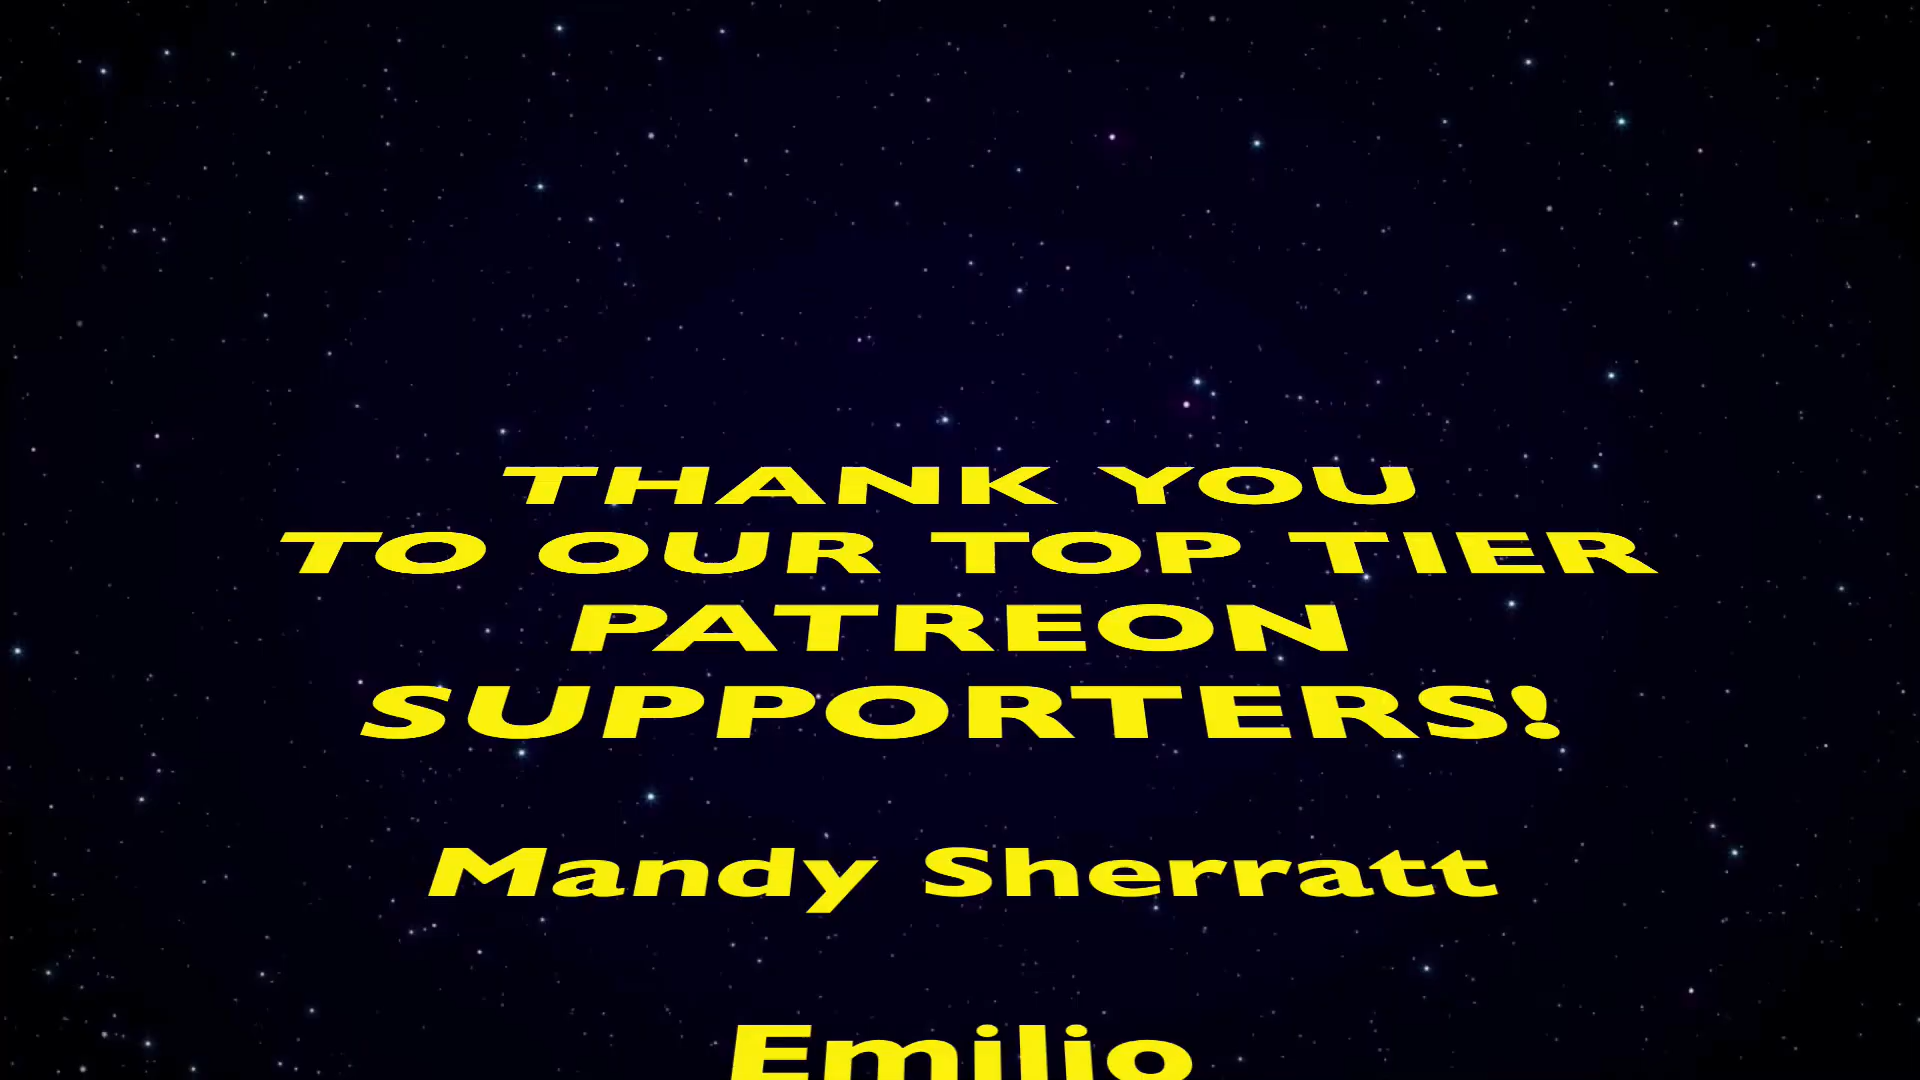 THANK YOU
TO OUR TOP TIER
PATREON
SUPPORTERS!
Mandy Sherratt
Emilio